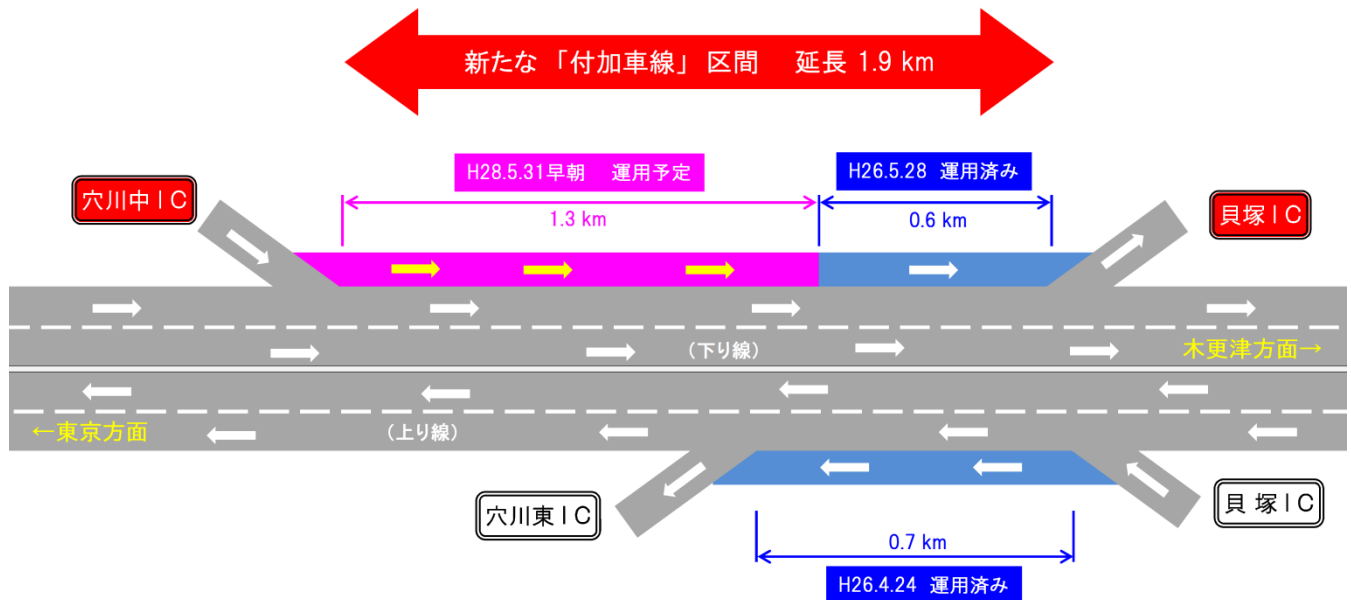 新たな「付加車線」区間　延長 1.9 km
H28.5.31早朝　運用予定
H26.5.28 運用済み
穴川中IC
貝塚IC
1.3 km
0.6 km
(下り線)
木更津方面→
←東京方面
(上り線)
穴川東IC
貝塚IC
0.7 km
H26.4.24 運用済み